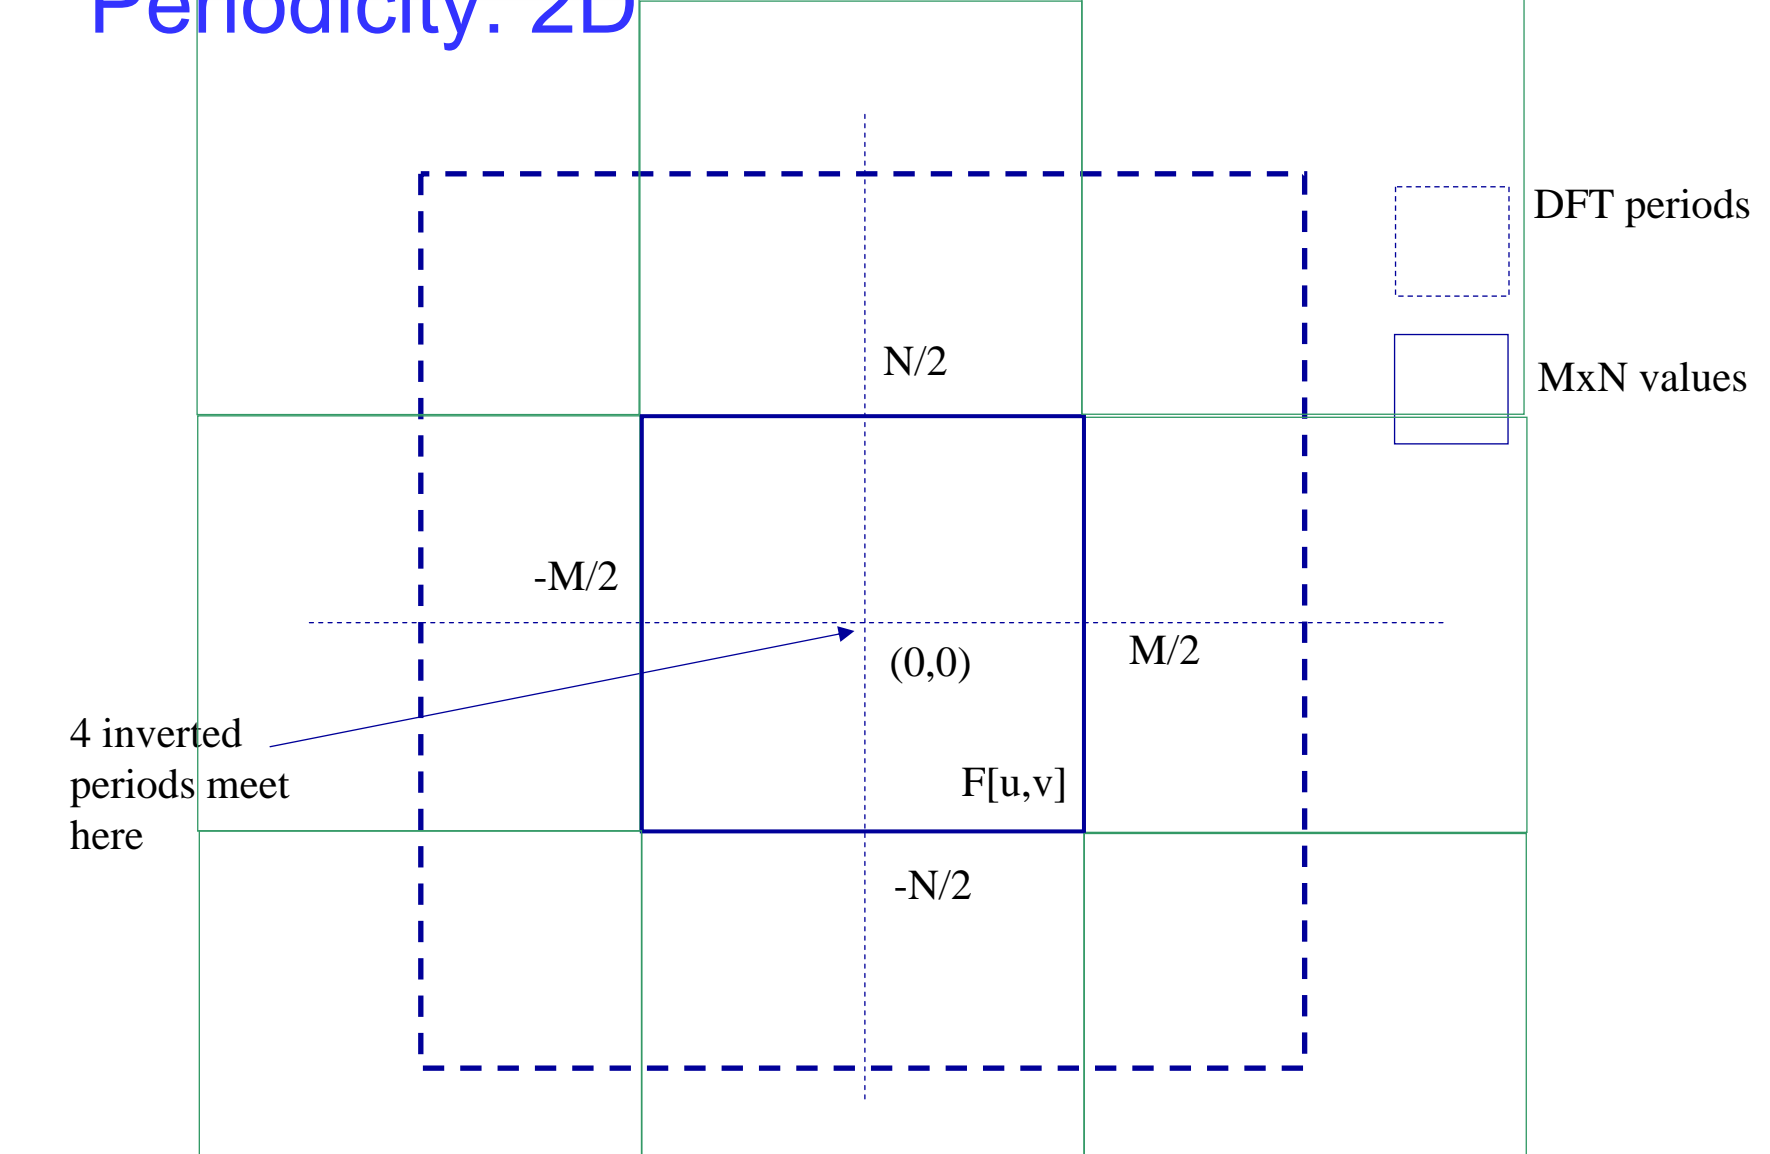 Periodicity: 2D
DFT periods
N/2
MxN values
-M/2
(0,0)
M/2
4 inverted
periods meet
here
F[u,v]
-N/2